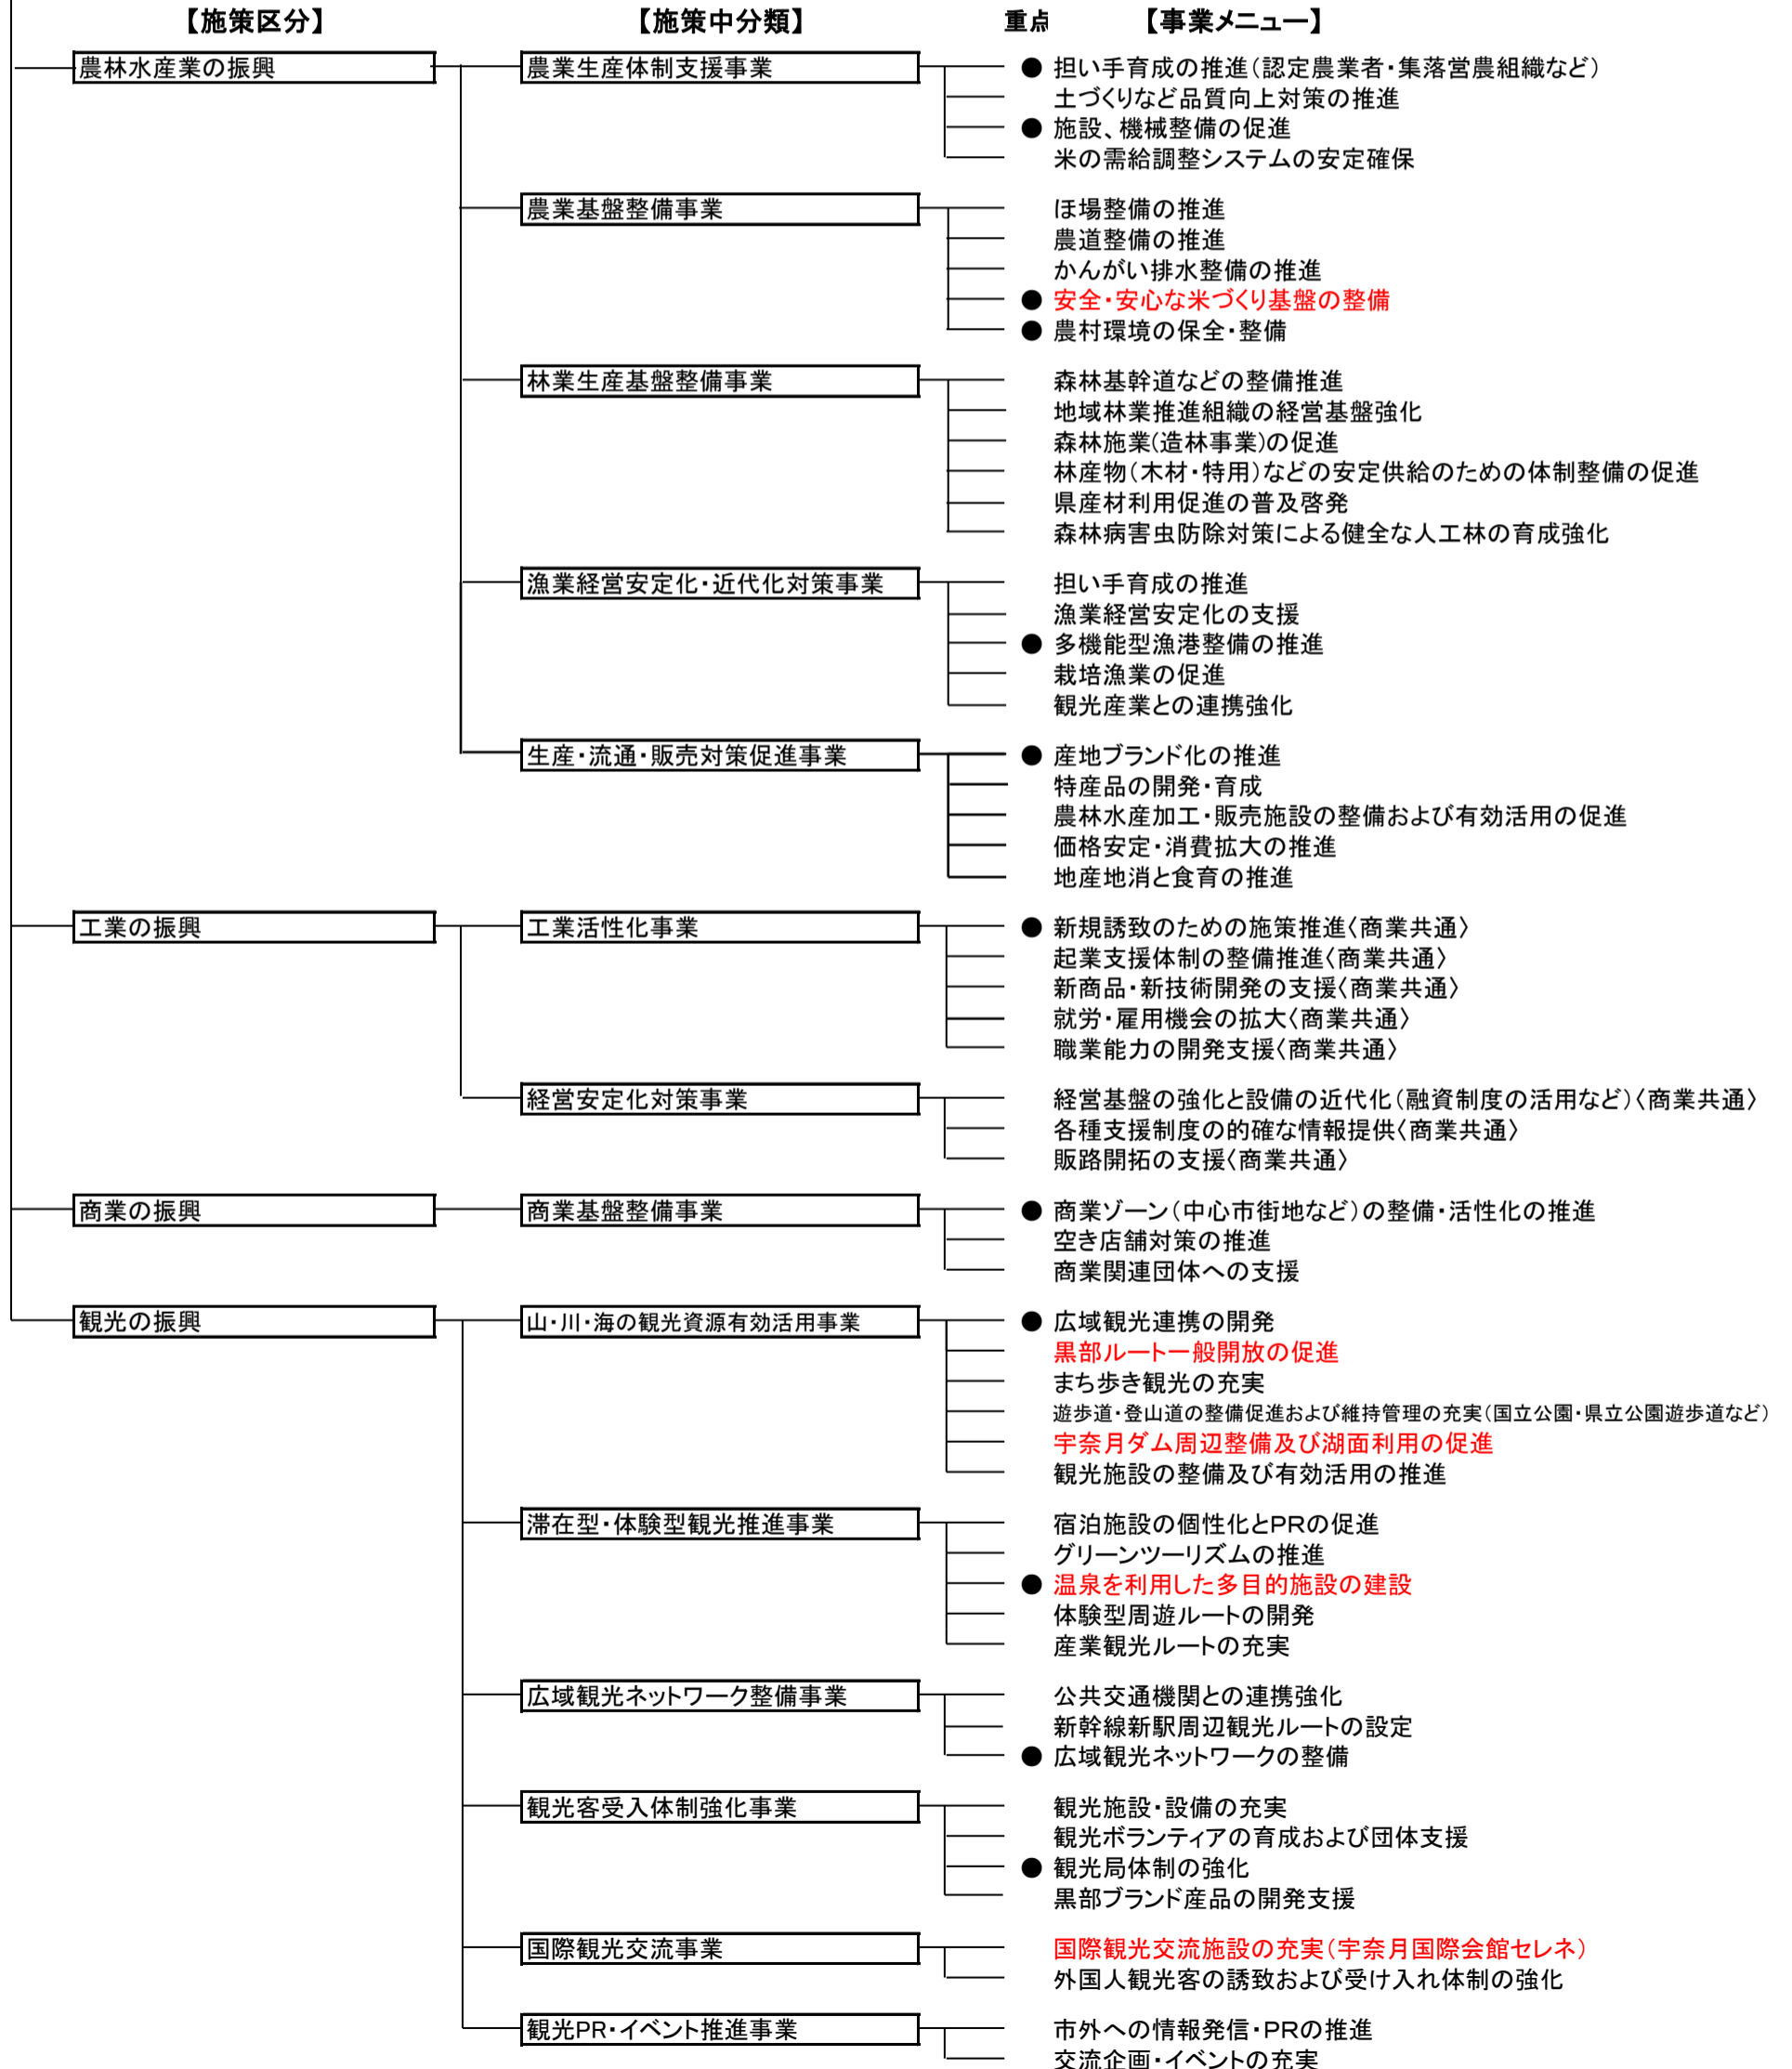 【施策区分】 【施策中分類】 重点 【事業メニュー】
農林水産業の振興 農業生産体制支援事業 ● 担い手育成の推進（認定農業者・集落営農組織など）
土づくりなど品質向上対策の推進
● 施設、機械整備の促進
米の需給調整システムの安定確保
農業基盤整備事業 ほ場整備の推進
農道整備の推進
かんがい排水整備の推進
● 安全・安心な米づくり基盤の整備
● 農村環境の保全・整備
林業生産基盤整備事業 森林基幹道などの整備推進
地域林業推進組織の経営基盤強化
森林施業(造林事業)の促進
林産物（木材・特用）などの安定供給のための体制整備の促進
県産材利用促進の普及啓発
森林病害虫防除対策による健全な人工林の育成強化
漁業経営安定化・近代化対策事業 担い手育成の推進
漁業経営安定化の支援
● 多機能型漁港整備の推進
栽培漁業の促進
観光産業との連携強化
生産・流通・販売対策促進事業 ● 産地ブランド化の推進
特産品の開発・育成
農林水産加工・販売施設の整備および有効活用の促進
価格安定・消費拡大の推進
地産地消と食育の推進
工業の振興 工業活性化事業 ● 新規誘致のための施策推進〈商業共通〉
起業支援体制の整備推進〈商業共通〉
新商品・新技術開発の支援〈商業共通〉
就労・雇用機会の拡大〈商業共通〉
職業能力の開発支援〈商業共通〉
経営安定化対策事業 経営基盤の強化と設備の近代化（融資制度の活用など）〈商業共通〉
各種支援制度の的確な情報提供〈商業共通〉
販路開拓の支援〈商業共通〉
商業の振興 商業基盤整備事業 ● 商業ゾーン（中心市街地など）の整備・活性化の推進
空き店舗対策の推進
商業関連団体への支援
観光の振興 山・川・海の観光資源有効活用事業 ● 広域観光連携の開発
黒部ルート一般開放の促進
まち歩き観光の充実
遊歩道・登山道の整備促進および維持管理の充実（国立公園・県立公園遊歩道など）
宇奈月ダム周辺整備及び湖面利用の促進
観光施設の整備及び有効活用の推進
滞在型・体験型観光推進事業 宿泊施設の個性化とPRの促進
グリーンツーリズムの推進
● 温泉を利用した多目的施設の建設
体験型周遊ルートの開発
産業観光ルートの充実
広域観光ネットワーク整備事業 公共交通機関との連携強化
新幹線新駅周辺観光ルートの設定
● 広域観光ネットワークの整備
観光客受入体制強化事業 観光施設・設備の充実
観光ボランティアの育成および団体支援
● 観光局体制の強化
黒部ブランド産品の開発支援
国際観光交流事業 国際観光交流施設の充実（宇奈月国際会館セレネ）
外国人観光客の誘致および受け入れ体制の強化
観光PR・イベント推進事業 市外への情報発信・PRの推進
交流企画・イベントの充実